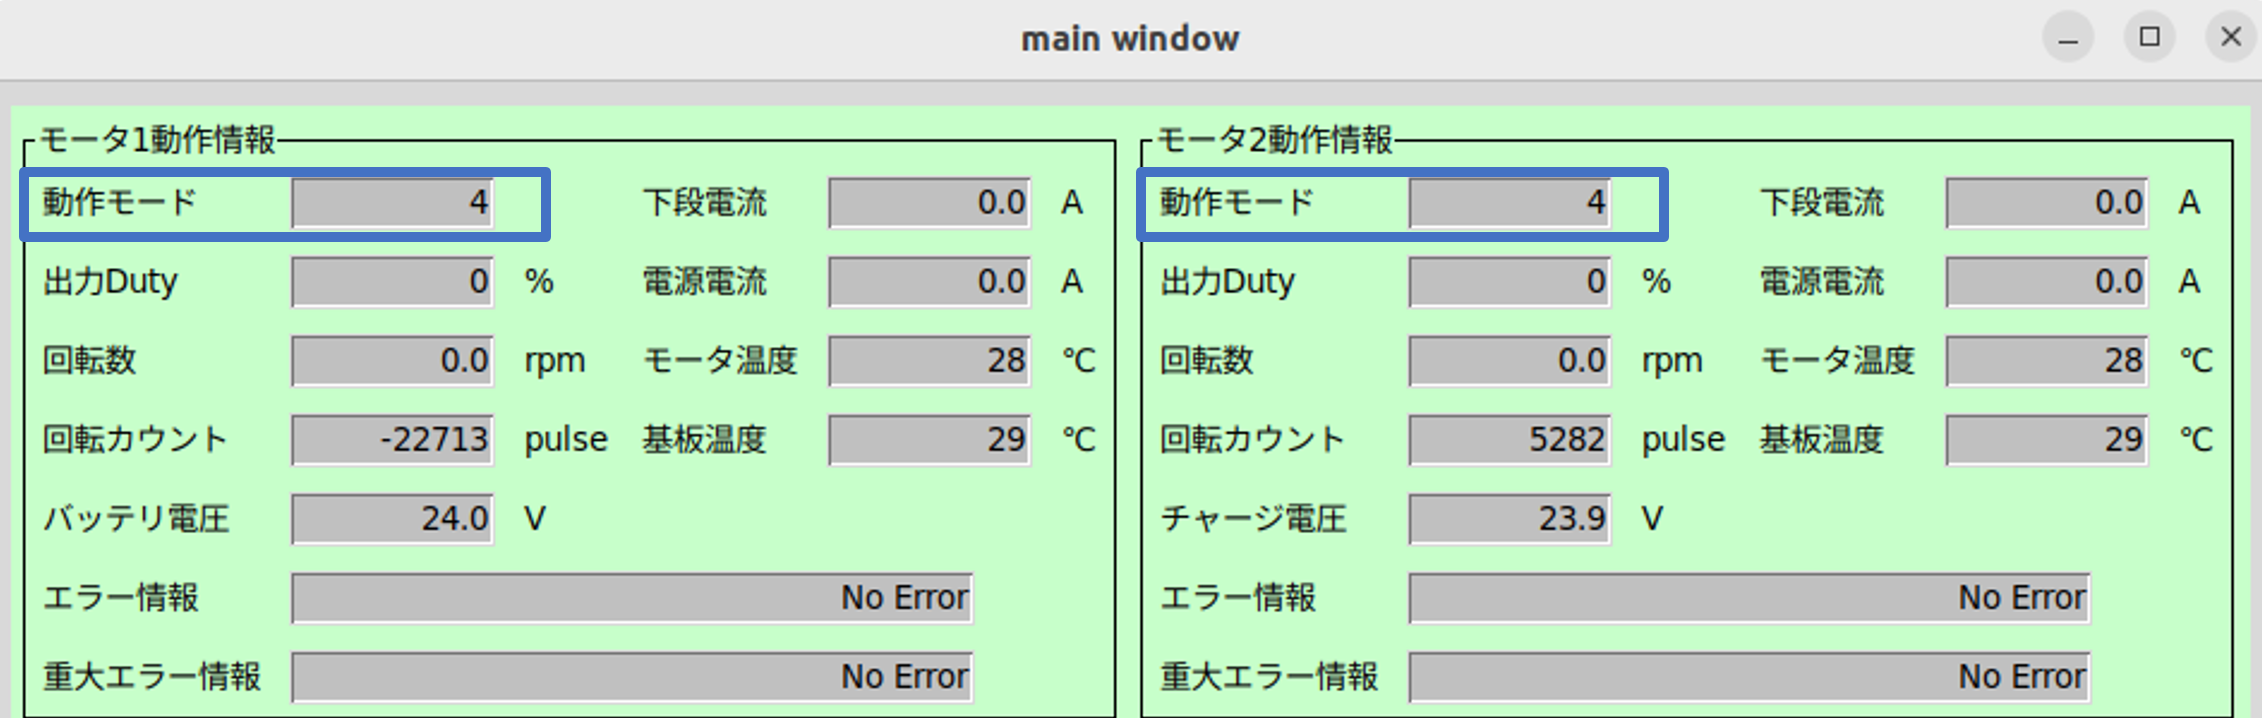 main window
モータ1動作情報
動作モード 4 下段電流 0.0 A
出力Duty 0 % 電源電流 0.0 A
回転数 0.0 rpm モータ温度 28 ℃
回転カウント -22713 pulse 基板温度 29 ℃
バッテリ電圧 24.0 V
エラー情報 No Error
重大エラー情報 No Error
モータ2動作情報
動作モード 4 下段電流 0.0 A
出力Duty 0 % 電源電流 0.0 A
回転数 0.0 rpm モータ温度 28 ℃
回転カウント 5282 pulse 基板温度 29 ℃
チャージ電圧 23.9 V
エラー情報 No Error
重大エラー情報 No Error